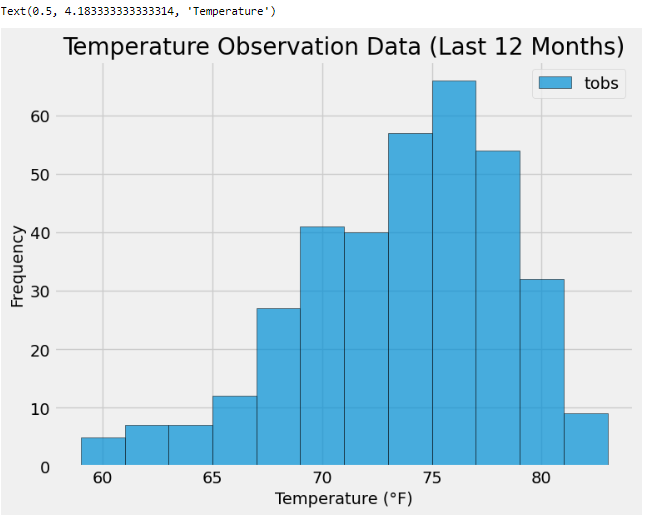 Text(0.5, 4.183333333333314, 'Temperature')
Temperature Observation Data (Last 12 Months)
tobs
60
50
40
30
20
10
0
Frequency
60 65 70 75 80
Temperature (°F)